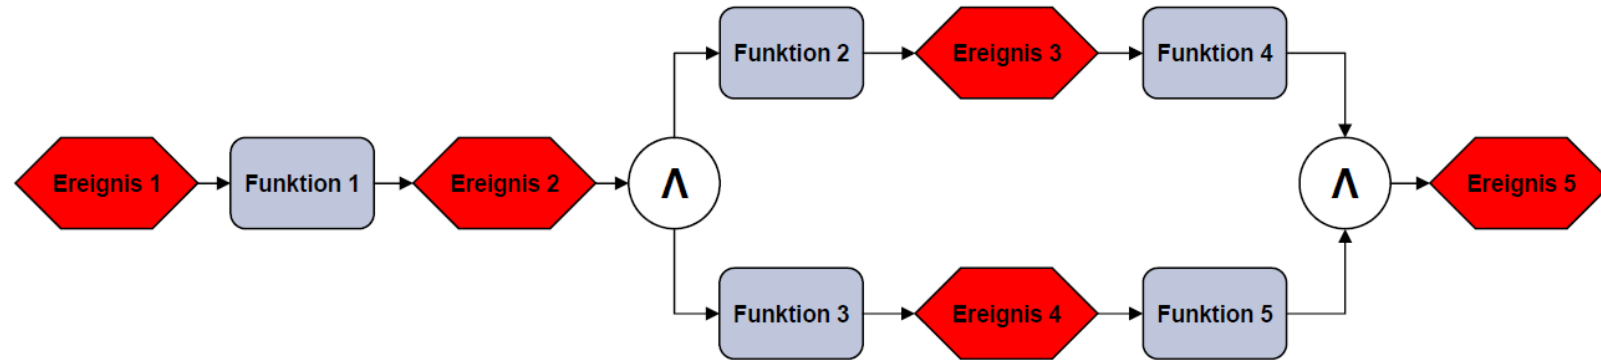 Funktion 2
Ereignis 3
Funktion 4
Ereignis 1
Funktion 1
Ereignis 2
Λ
Λ
Ereignis 5
Funktion 3
Ereignis 4
Funktion 5